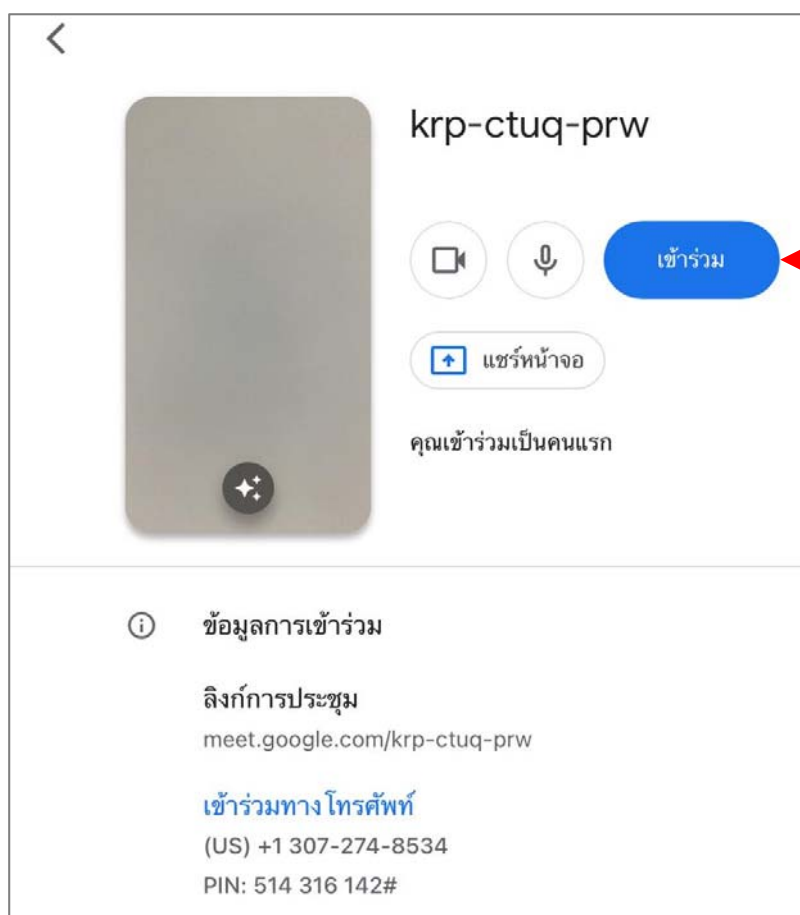 krp-ctuq-prw
เข้าร่วม
แชร์หน้าจอ
คุณเข้าร่วมเป็นคนแรก
ข้อมูลการเข้าร่วม
ลิงก์การประชุม
meet.google.com/krp-ctuq-prw
เข้าร่วมทางโทรศัพท์
(US) +1 307-274-8534
PIN: 514 316 142#